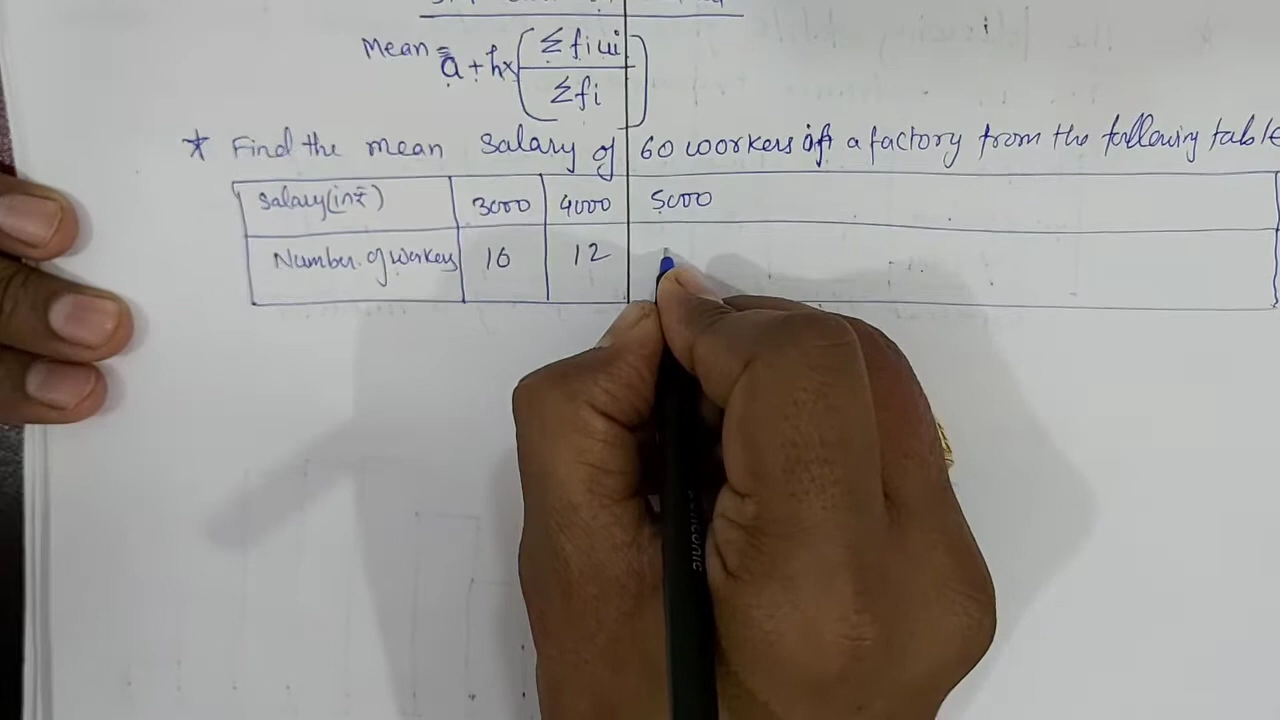 Mean = a + h× ( Σfiui / Σfi )
* Find the mean salary of 60 workers of a factory from the following table
Salary(in₹) 3000 4000 5000
Number of workers 16 12